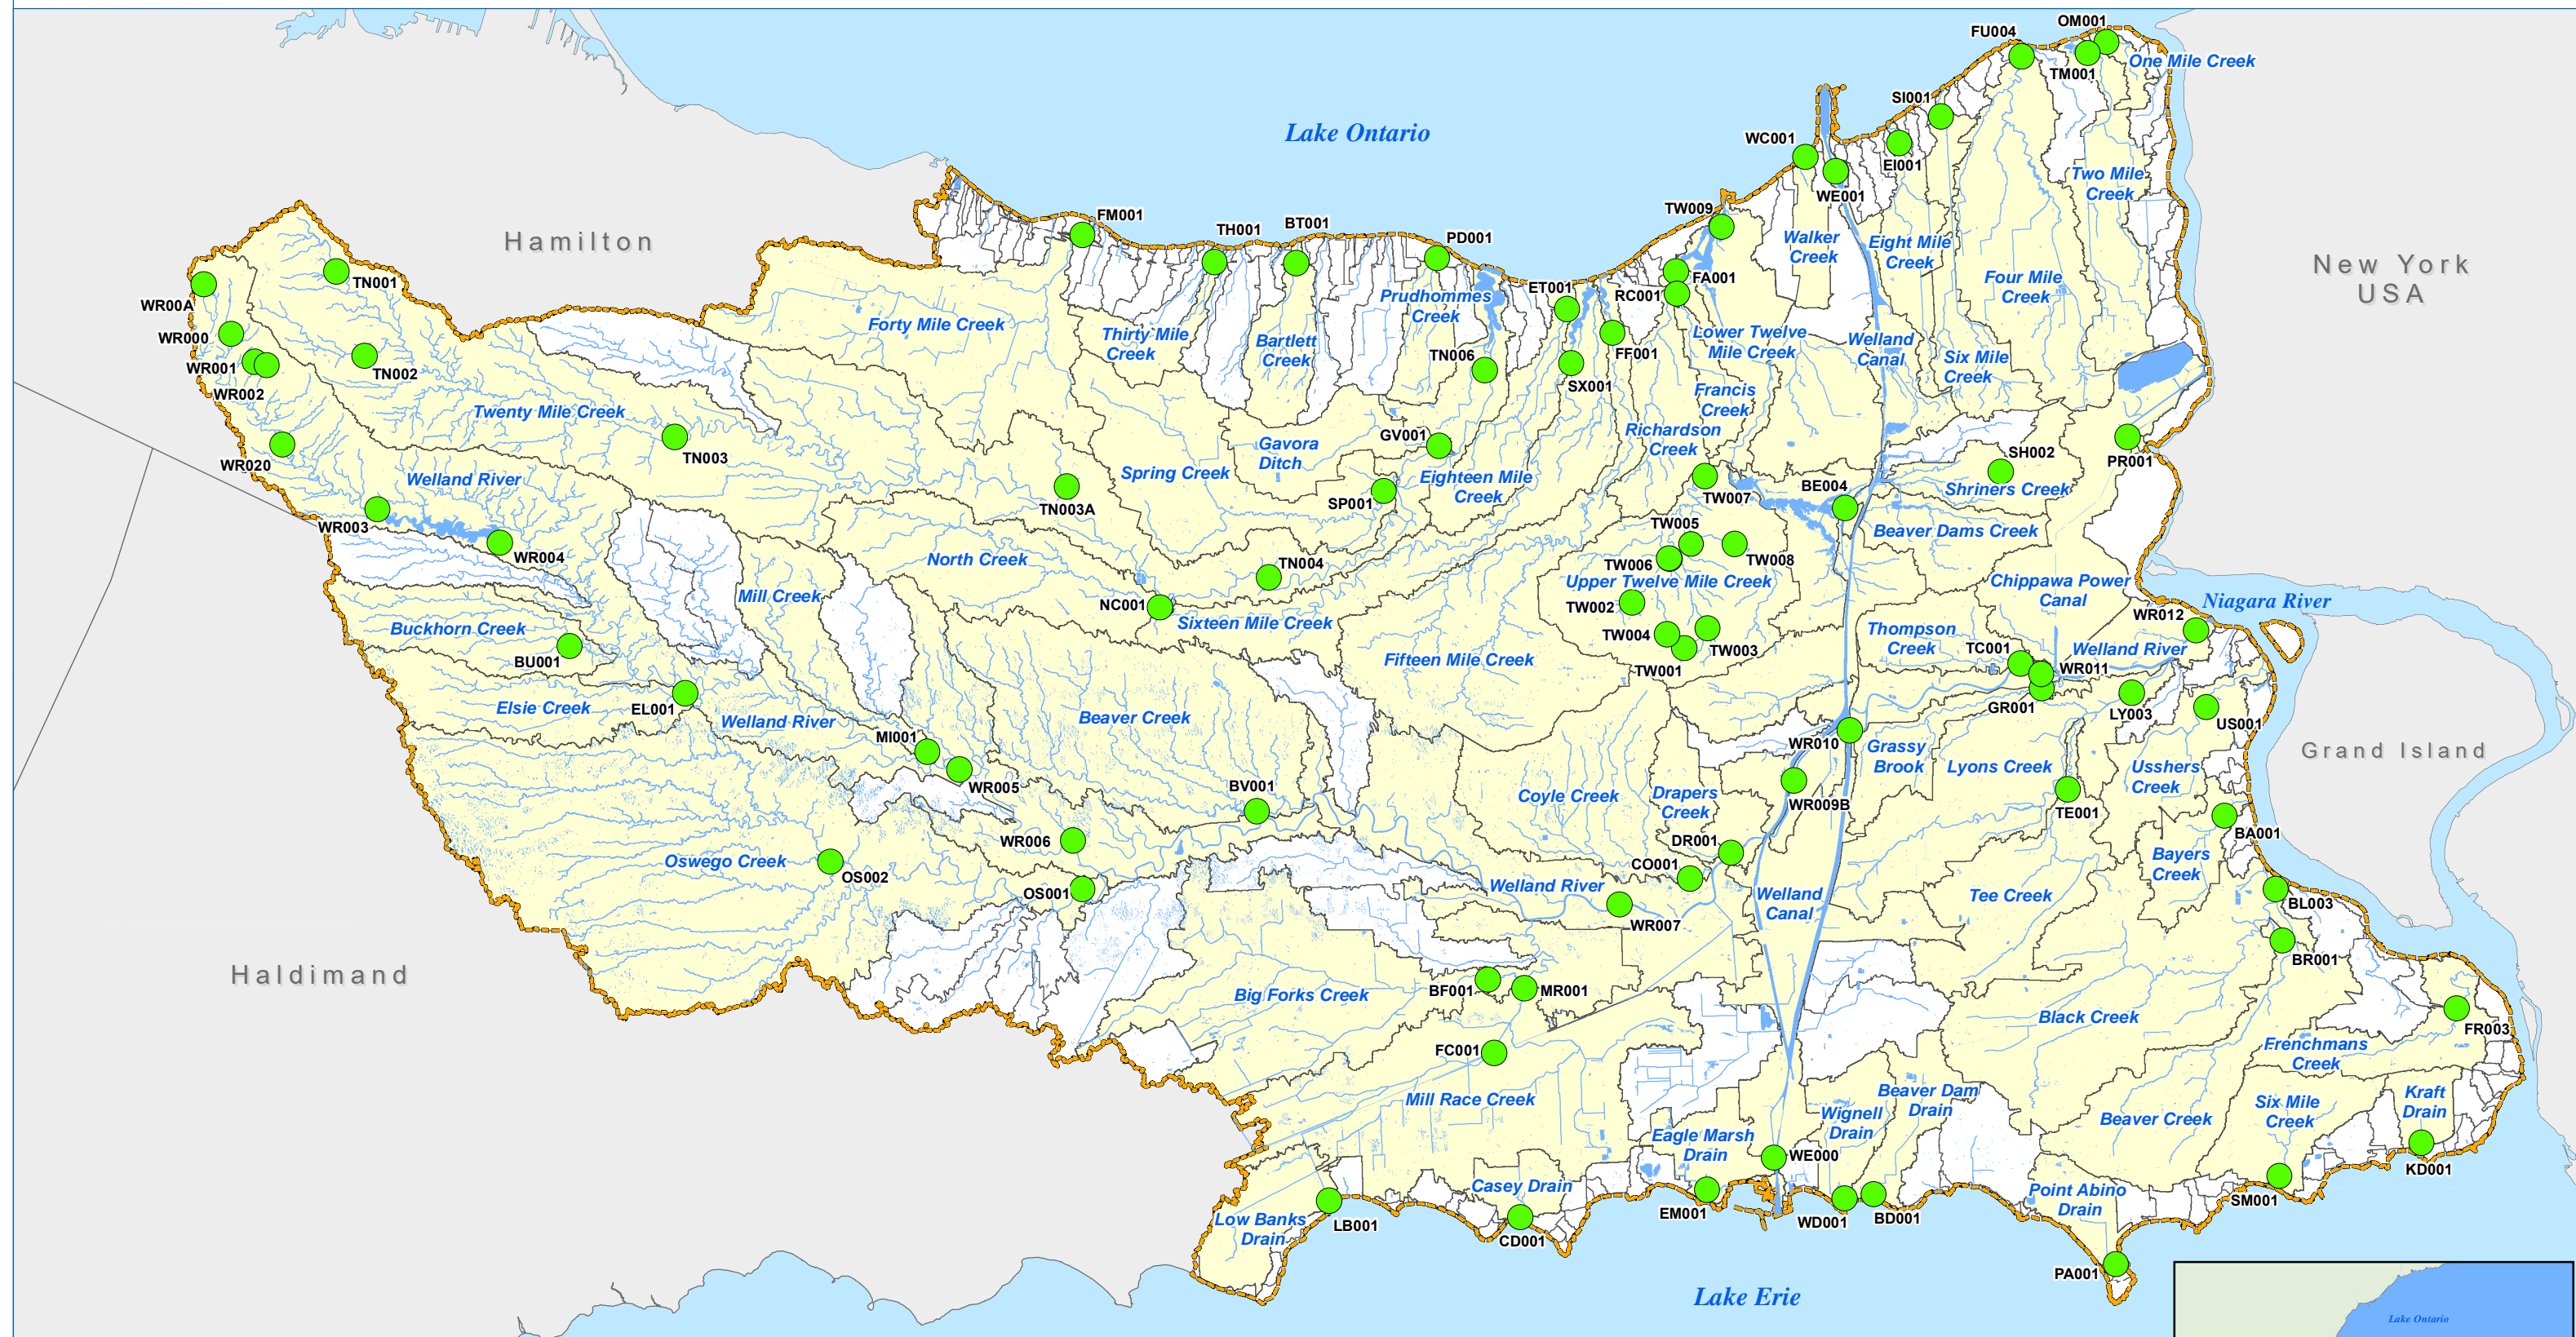 OM001
FU004
One Mile Creek
TM001
SI001
Lake Ontario
WC001
EI001
Two Mile
Creek
WE001
TW009
FM001
TH001
BT001
PD001
Walker
Creek
Eight Mile
Creek
Hamilton
New York
USA
TN001
FA001
Four Mile
Creek
ET001
RC001
Prudhommes
Creek
WR00A
Forty Mile Creek
Thirty Mile
Creek
Bartlett
Creek
Lower Twelve
Mile Creek
WR000
FF001
Welland
Canal
Six Mile
Creek
WR001
TN002
TN006
SX001
WR002
Francis
Creek
Twenty Mile Creek
Richardson
Creek
GV001
Gavora
Ditch
TN003
PR001
WR020
SH002
Spring Creek
Eighteen Mile
Creek
Welland River
Shriners Creek
BE004
TW007
SP001
TN003A
WR003
TW005
Beaver Dams Creek
WR004
North Creek
TN004
TW006
TW008
Upper Twelve Mile Creek
Chippawa Power
Canal
Mill Creek
NC001
TW002
Niagara River
WR012
Sixteen Mile Creek
Buckhorn Creek
Thompson
Creek
TW004
BU001
TC001
Welland River
TW003
Fifteen Mile Creek
TW001
WR011
EL001
Elsie Creek
GR001
LY003
US001
Welland River
Beaver Creek
MI001
WR010
Grassy
Brook
Lyons Creek
Usshers
Creek
Grand Island
WR005
BV001
Coyle Creek
Drapers
Creek
WR009B
TE001
WR006
DR001
BA001
Oswego Creek
OS002
CO001
Bayers
Creek
OS001
Welland River
Welland
Canal
Tee Creek
BL003
WR007
BR001
Haldimand
BF001
MR001
Big Forks Creek
Black Creek
FR003
FC001
Frenchmans
Creek
Mill Race Creek
Beaver Dam
Drain
Wignell
Drain
Beaver Creek
Six Mile
Creek
Kraft
Drain
Eagle Marsh
Drain
WE000
KD001
Casey Drain
Point Abino
Drain
SM001
EM001
Low Banks
Drain
LB001
WD001
BD001
CD001
PA001
Lake Erie
Lake Ontario